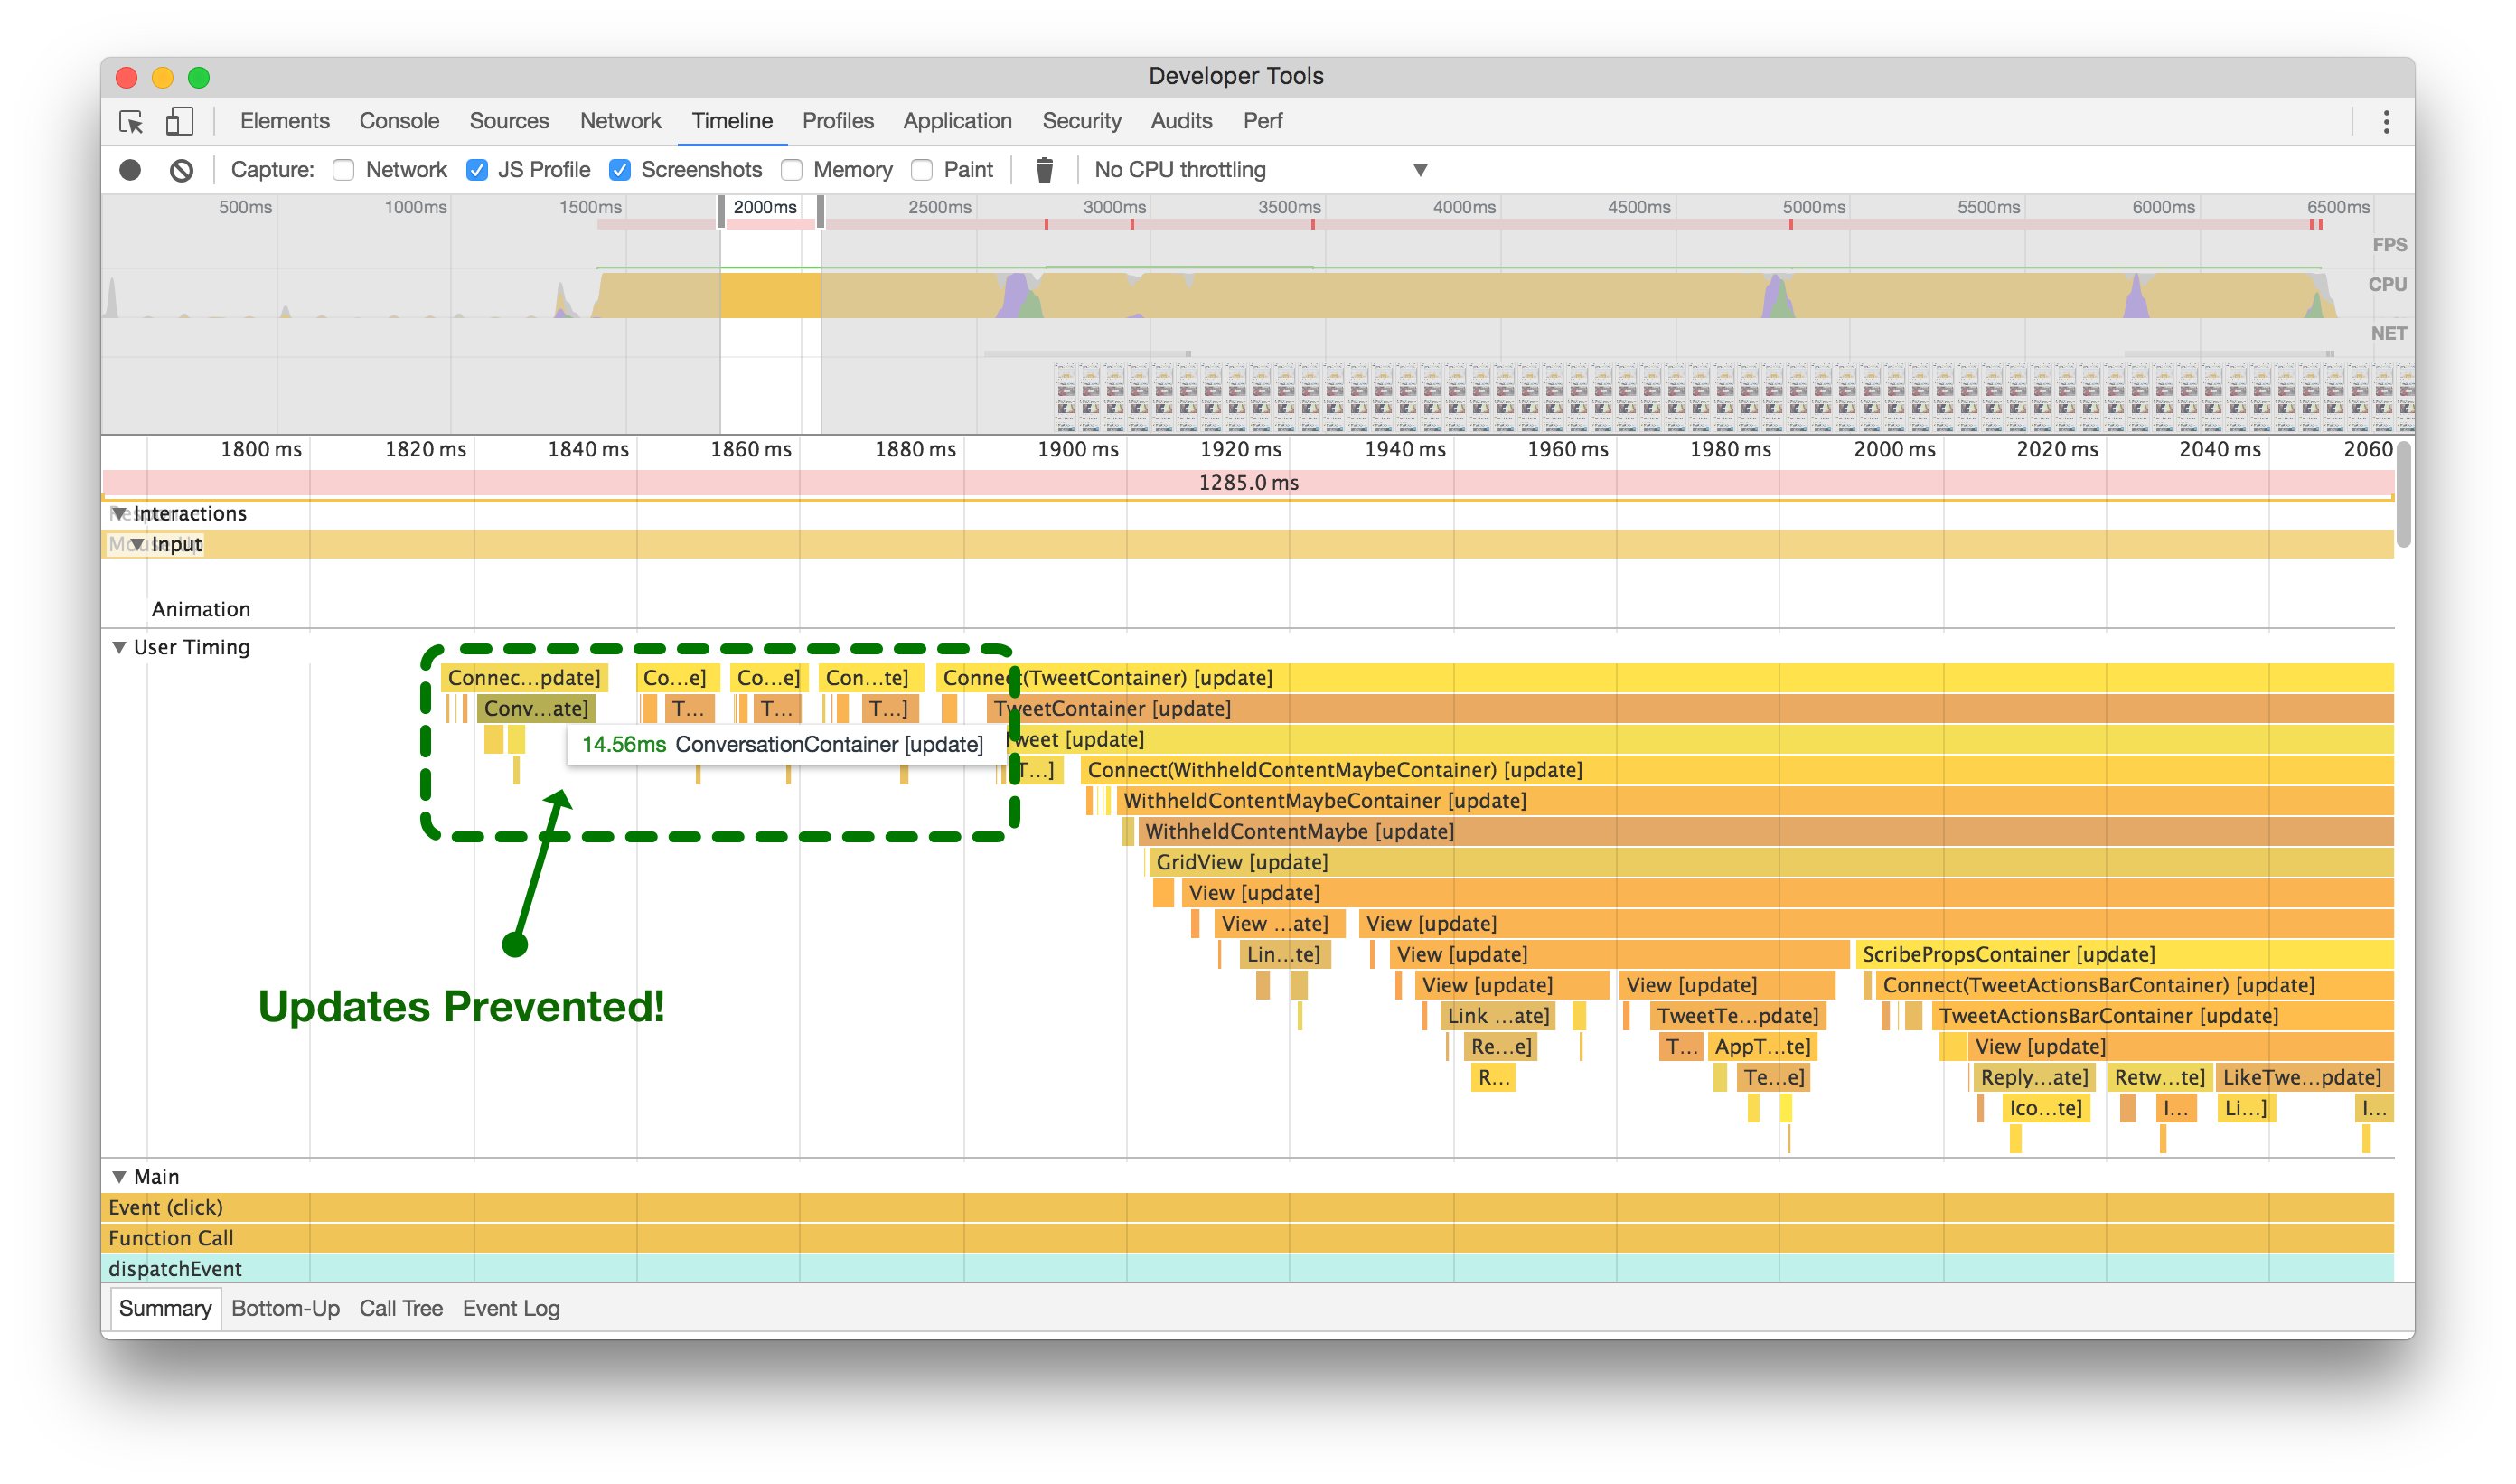 Developer Tools
Elements Console Sources Network Timeline Profiles Application Security Audits Perf
Capture: Network JS Profile Screenshots Memory Paint No CPU throttling
500ms 1000ms 1500ms 2000ms 2500ms 3000ms 3500ms 4000ms 4500ms 5000ms 5500ms 6000ms 6500ms
FPS
CPU
NET
1800 ms 1820 ms 1840 ms 1860 ms 1880 ms 1900 ms 1920 ms 1940 ms 1960 ms 1980 ms 2000 ms 2020 ms 2040 ms 2060
1285.0 ms
Interactions
Input
Animation
User Timing
Connec...pdate] Co...e] Co...e] Con...te] Connect(TweetContainer) [update]
Conv...ate] T... T... T...] TweetContainer [update]
14.56ms ConversationContainer [update] Tweet [update]
T...] Connect(WithheldContentMaybeContainer) [update]
WithheldContentMaybeContainer [update]
WithheldContentMaybe [update]
GridView [update]
View [update]
View ...ate] View [update]
Lin...te] View [update] ScribePropsContainer [update]
View [update] View [update] Connect(TweetActionsBarContainer) [update]
Updates Prevented!
Link ...ate] TweetTe...pdate] TweetActionsBarContainer [update]
Re...e] T... AppT...te] View [update]
R... Te...e] Reply...ate] Retw...te] LikeTwe...pdate]
Ico...te] I... Li...] I...
Main
Event (click)
Function Call
dispatchEvent
Summary Bottom-Up Call Tree Event Log